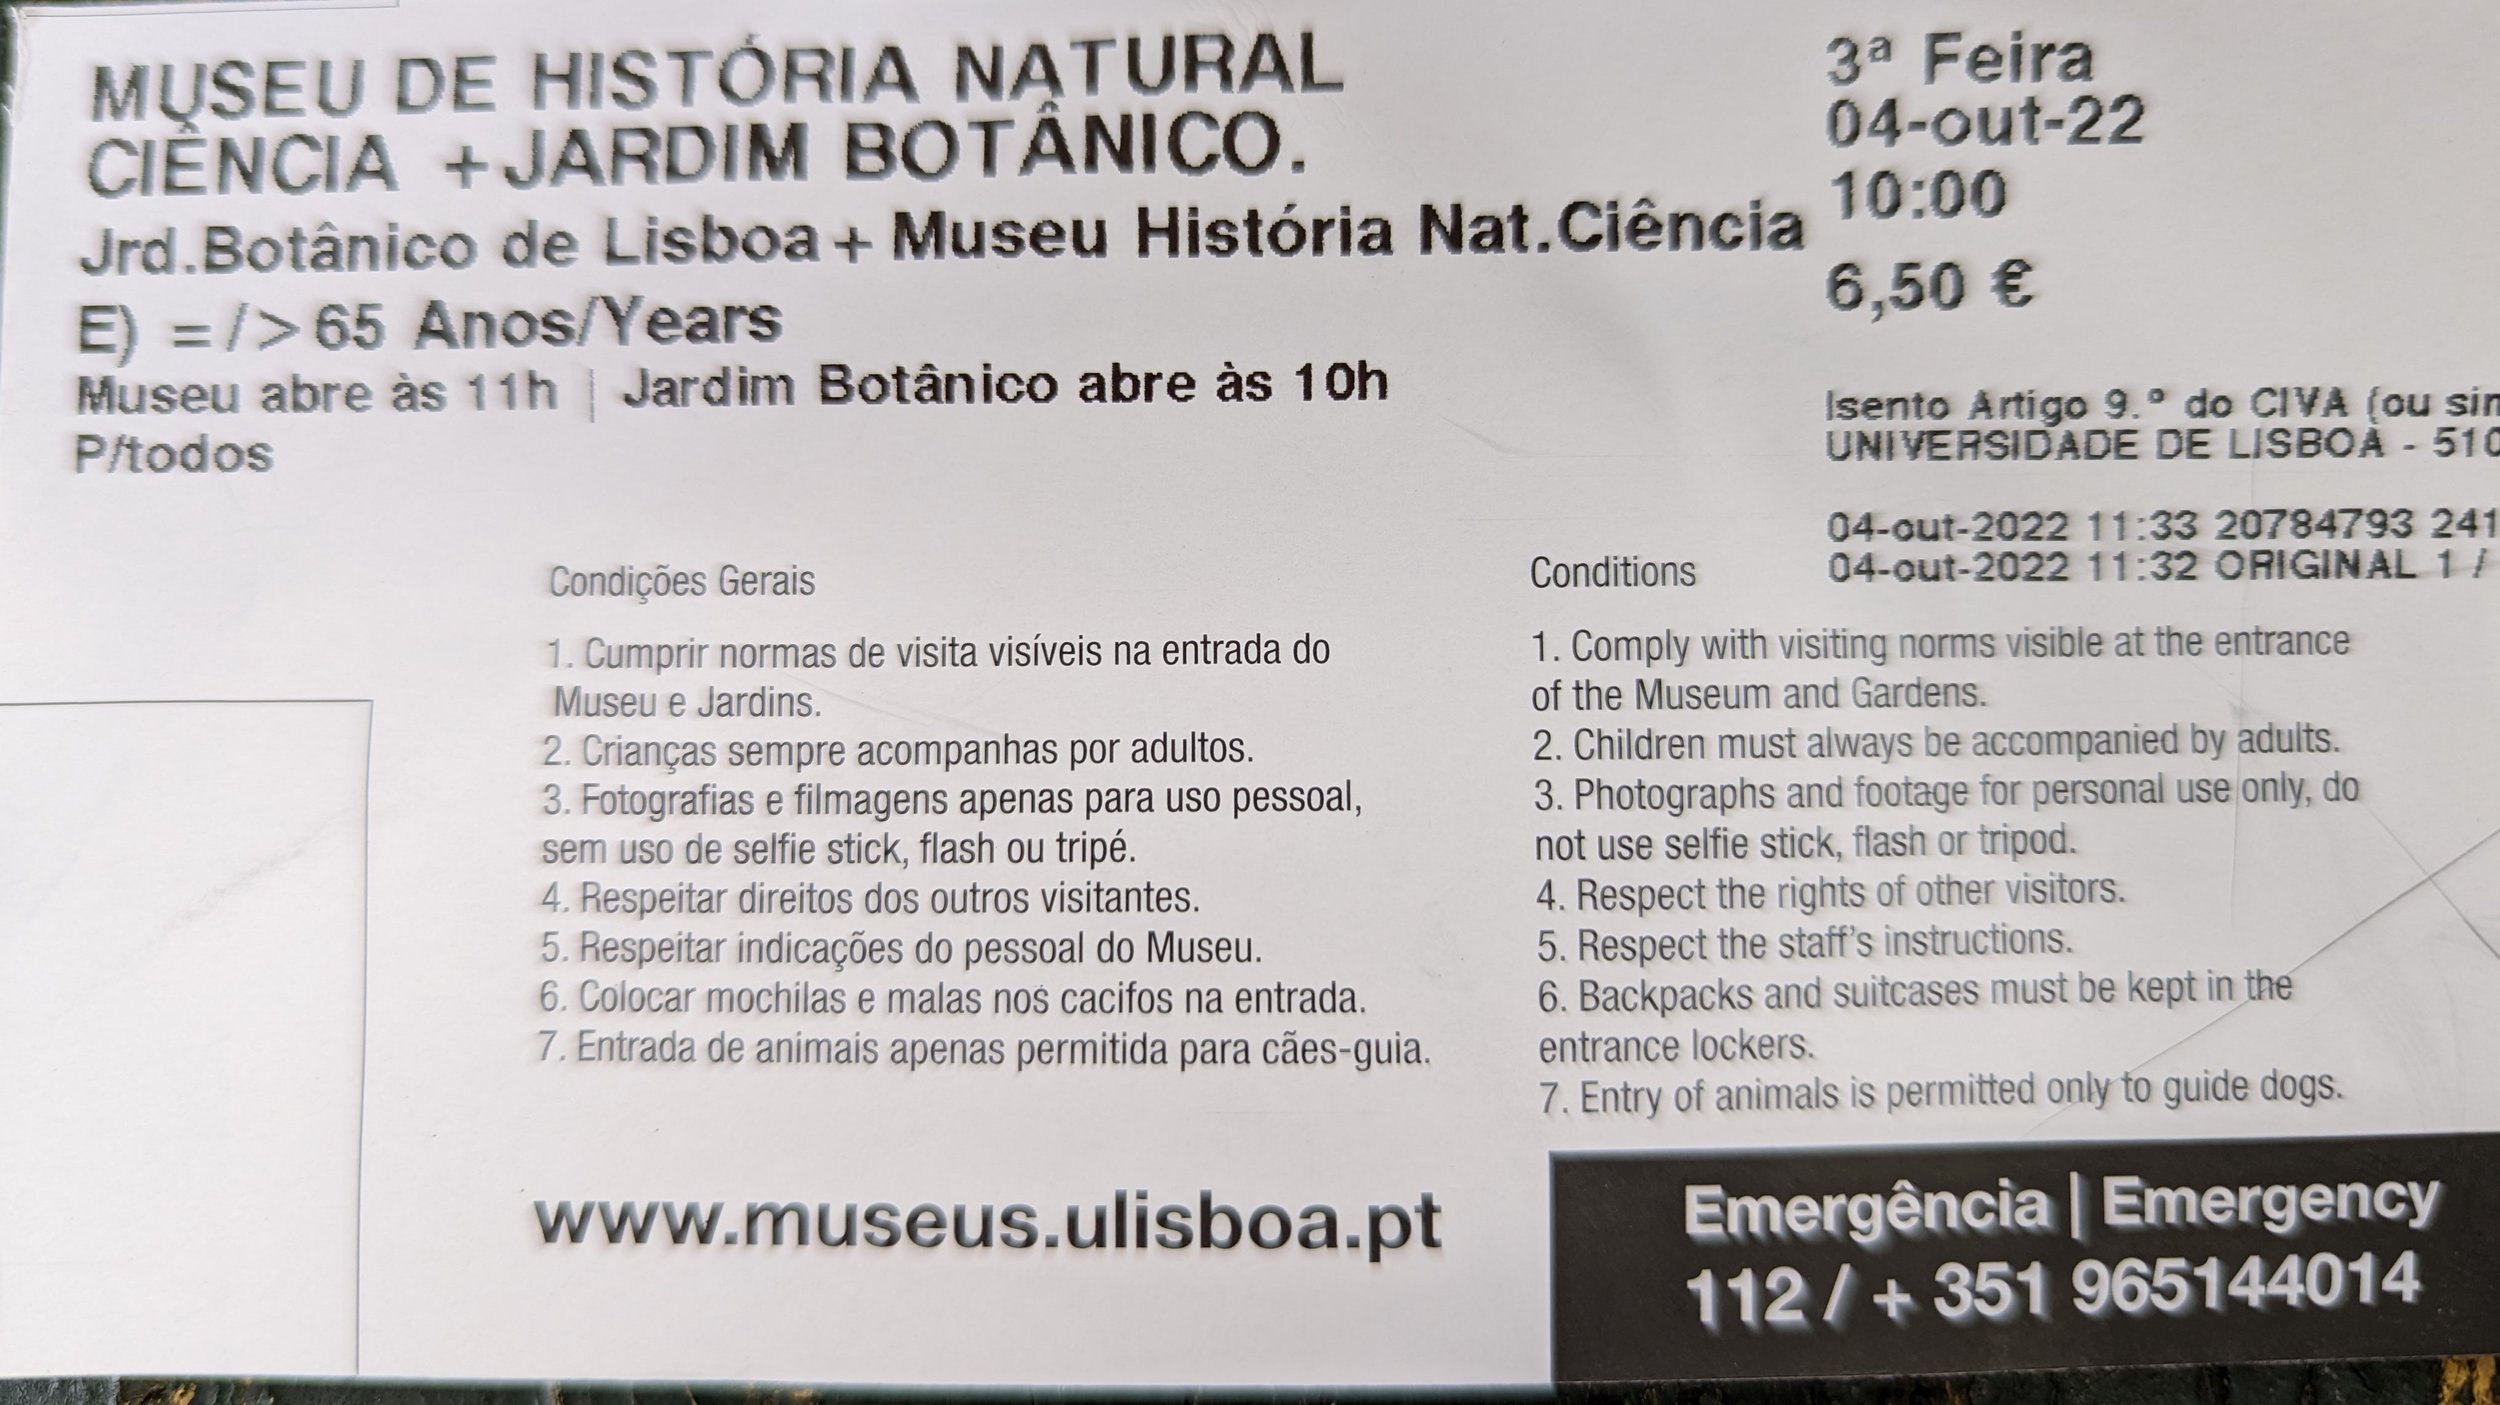 MUSEU DE HISTÓRIA NATURAL
CIÊNCIA + JARDIM BOTÂNICO.
Jrd.Botânico de Lisboa + Museu História Nat.Ciência
E) =/>65 Anos/Years
Museu abre às 11h | Jardim Botânico abre às 10h
P/todos
3ª Feira
04-out-22
10:00
6,50 €
Isento Artigo 9.º do CIVA (ou
UNIVERSIDADE DE LISBOA - 510
04-out-2022 11:33 20784793 241
04-out-2022 11:32 ORIGINAL 1 /
Condições Gerais
1. Cumprir normas de visita visíveis na entrada do
Museu e Jardins.
2. Crianças sempre acompanhas por adultos.
3. Fotografias e filmagens apenas para uso pessoal,
sem uso de selfie stick, flash ou tripé.
4. Respeitar direitos dos outros visitantes.
5. Respeitar indicações do pessoal do Museu.
6. Colocar mochilas e malas nos cacifos na entrada.
7. Entrada de animais apenas permitida para cães-guia.
Conditions
1. Comply with visiting norms visible at the entrance
of the Museum and Gardens.
2. Children must always be accompanied by adults.
3. Photographs and footage for personal use only, do
not use selfie stick, flash or tripod.
4. Respect the rights of other visitors.
5. Respect the staff's instructions.
6. Backpacks and suitcases must be kept in the
entrance lockers.
7. Entry of animals is permitted only to guide dogs.
www.museus.ulisboa.pt
Emergência | Emergency
112 / + 351 965144014